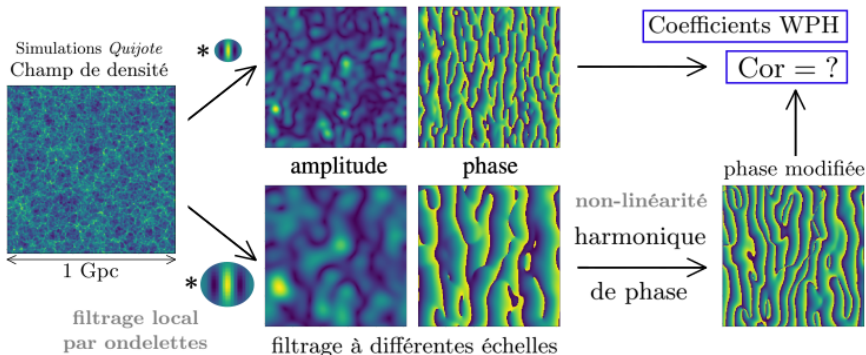 Simulations Quijote
Champ de densité
*
amplitude
phase
Coefficients WPH
Cor = ?
1 Gpc
*
filtrage local
par ondelettes
filtrage à différentes échelles
non-linéarité
harmonique
de phase
phase modifiée